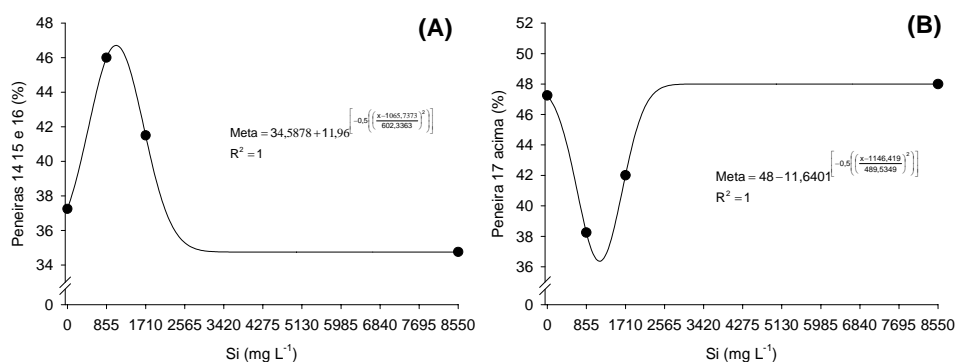 (A)
Peneiras 14 15 e 16 (%)
48
46
44
42
40
38
36
34
0
Meta = 34,5878 + 11,96^[-0,5((x-1065,7373)/602,3363)^2)]
R² = 1
0 855 1710 2565 3420 4275 5130 5985 6840 7695 8550
Si (mg L⁻¹)
(B)
Peneira 17 acima (%)
50
48
46
44
42
40
38
36
0
Meta = 48 - 11,6401^[-0,5((x-1146,419)/489,5349)^2)]
R² = 1
0 855 1710 2565 3420 4275 5130 5985 6840 7695 8550
Si (mg L⁻¹)